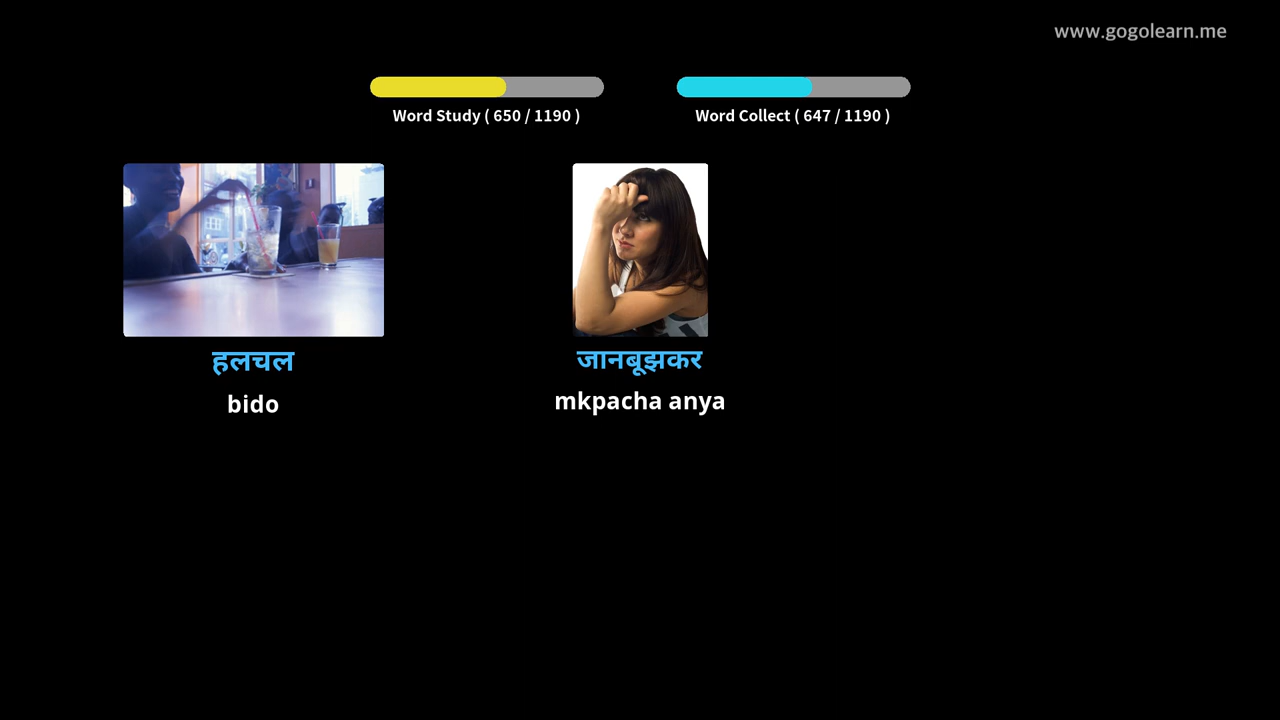 www.gogolearn.me
Word Study ( 650 / 1190 )
Word Collect ( 647 / 1190 )
हलचल
bido
जानबूझकर
mkpacha anya